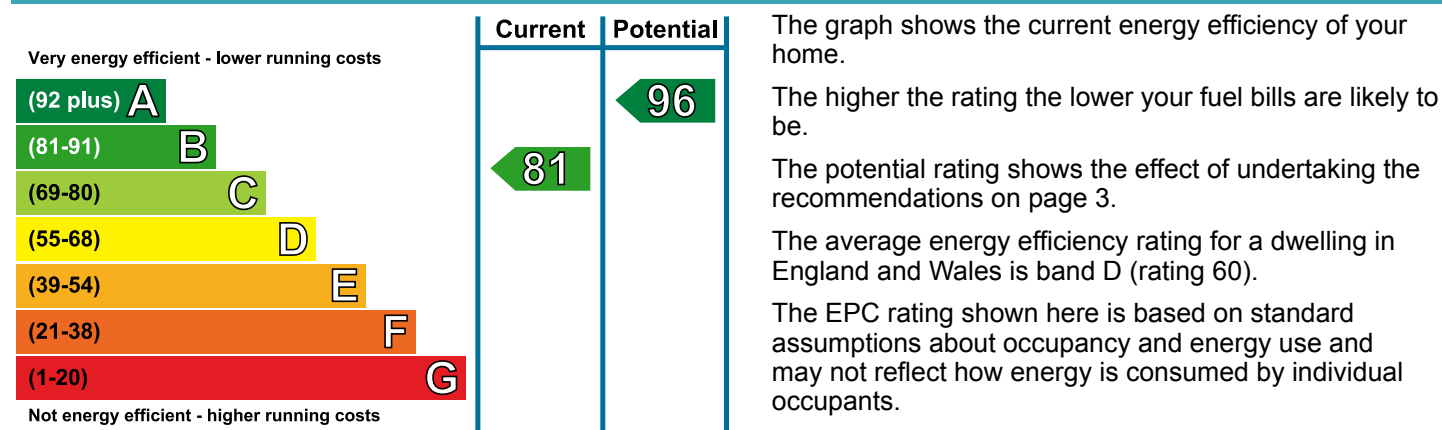 Current Potential
Very energy efficient - lower running costs
(92 plus) A
(81-91) B
(69-80) C
(55-68) D
(39-54) E
(21-38) F
(1-20) G
Not energy efficient - higher running costs
81
96
The graph shows the current energy efficiency of your
home.
The higher the rating the lower your fuel bills are likely to
be.
The potential rating shows the effect of undertaking the
recommendations on page 3.
The average energy efficiency rating for a dwelling in
England and Wales is band D (rating 60).
The EPC rating shown here is based on standard
assumptions about occupancy and energy use and
may not reflect how energy is consumed by individual
occupants.